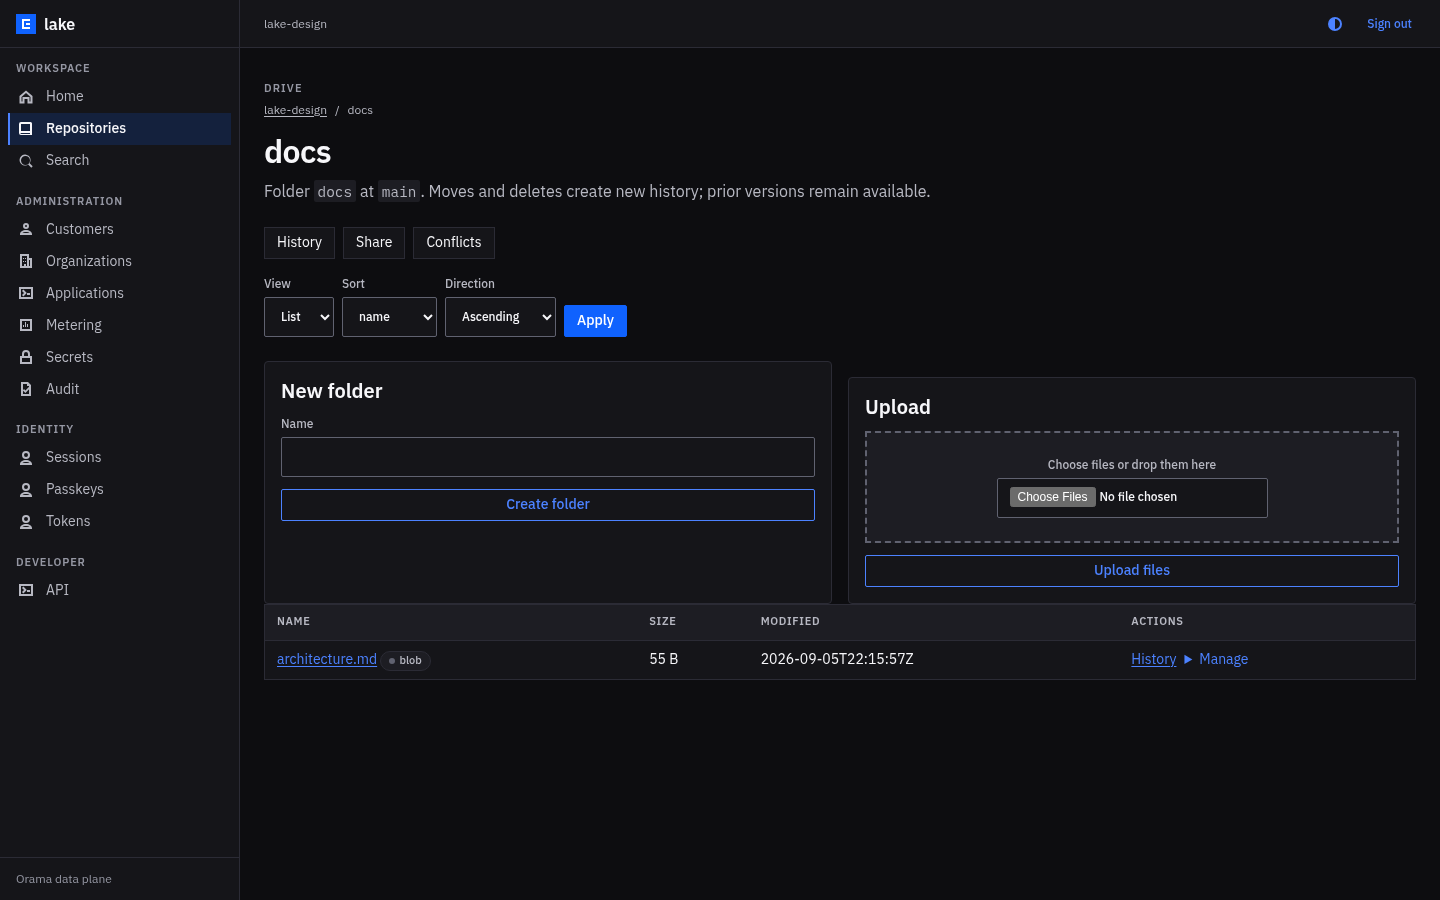 lake
lake-design
Sign out
WORKSPACE
Home
Repositories
Search
ADMINISTRATION
Customers
Organizations
Applications
Metering
Secrets
Audit
IDENTITY
Sessions
Passkeys
Tokens
DEVELOPER
API
Orama data plane
DRIVE
lake-design / docs
docs
Folder docs at main. Moves and deletes create new history; prior versions remain available.
History Share Conflicts
View Sort Direction
List name Ascending Apply
New folder
Name
Create folder
Upload
Choose files or drop them here
Choose Files No file chosen
Upload files
NAME SIZE MODIFIED ACTIONS
architecture.md blob 55 B 2026-09-05T22:15:57Z History ▶ Manage